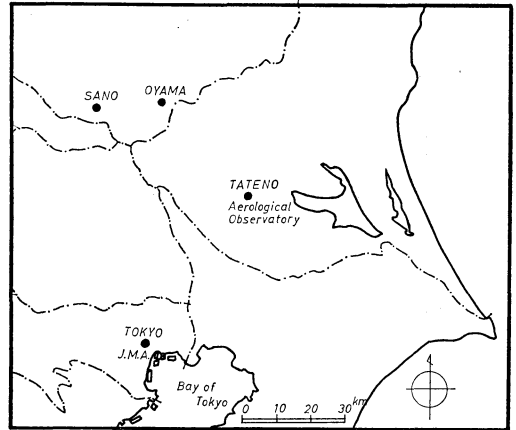 SANO
OYAMA
TATENO
Aerological
Observatory
TOKYO
J.M.A.
Bay of
Tokyo
0 10 20 30 km